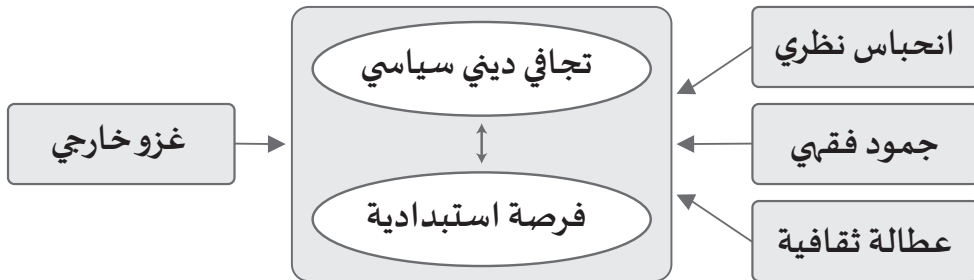 انحباس نظري
جمود فقهي
عطالة ثقافية
تجافي ديني سياسي
فرصة استبدادية
غزو خارجي